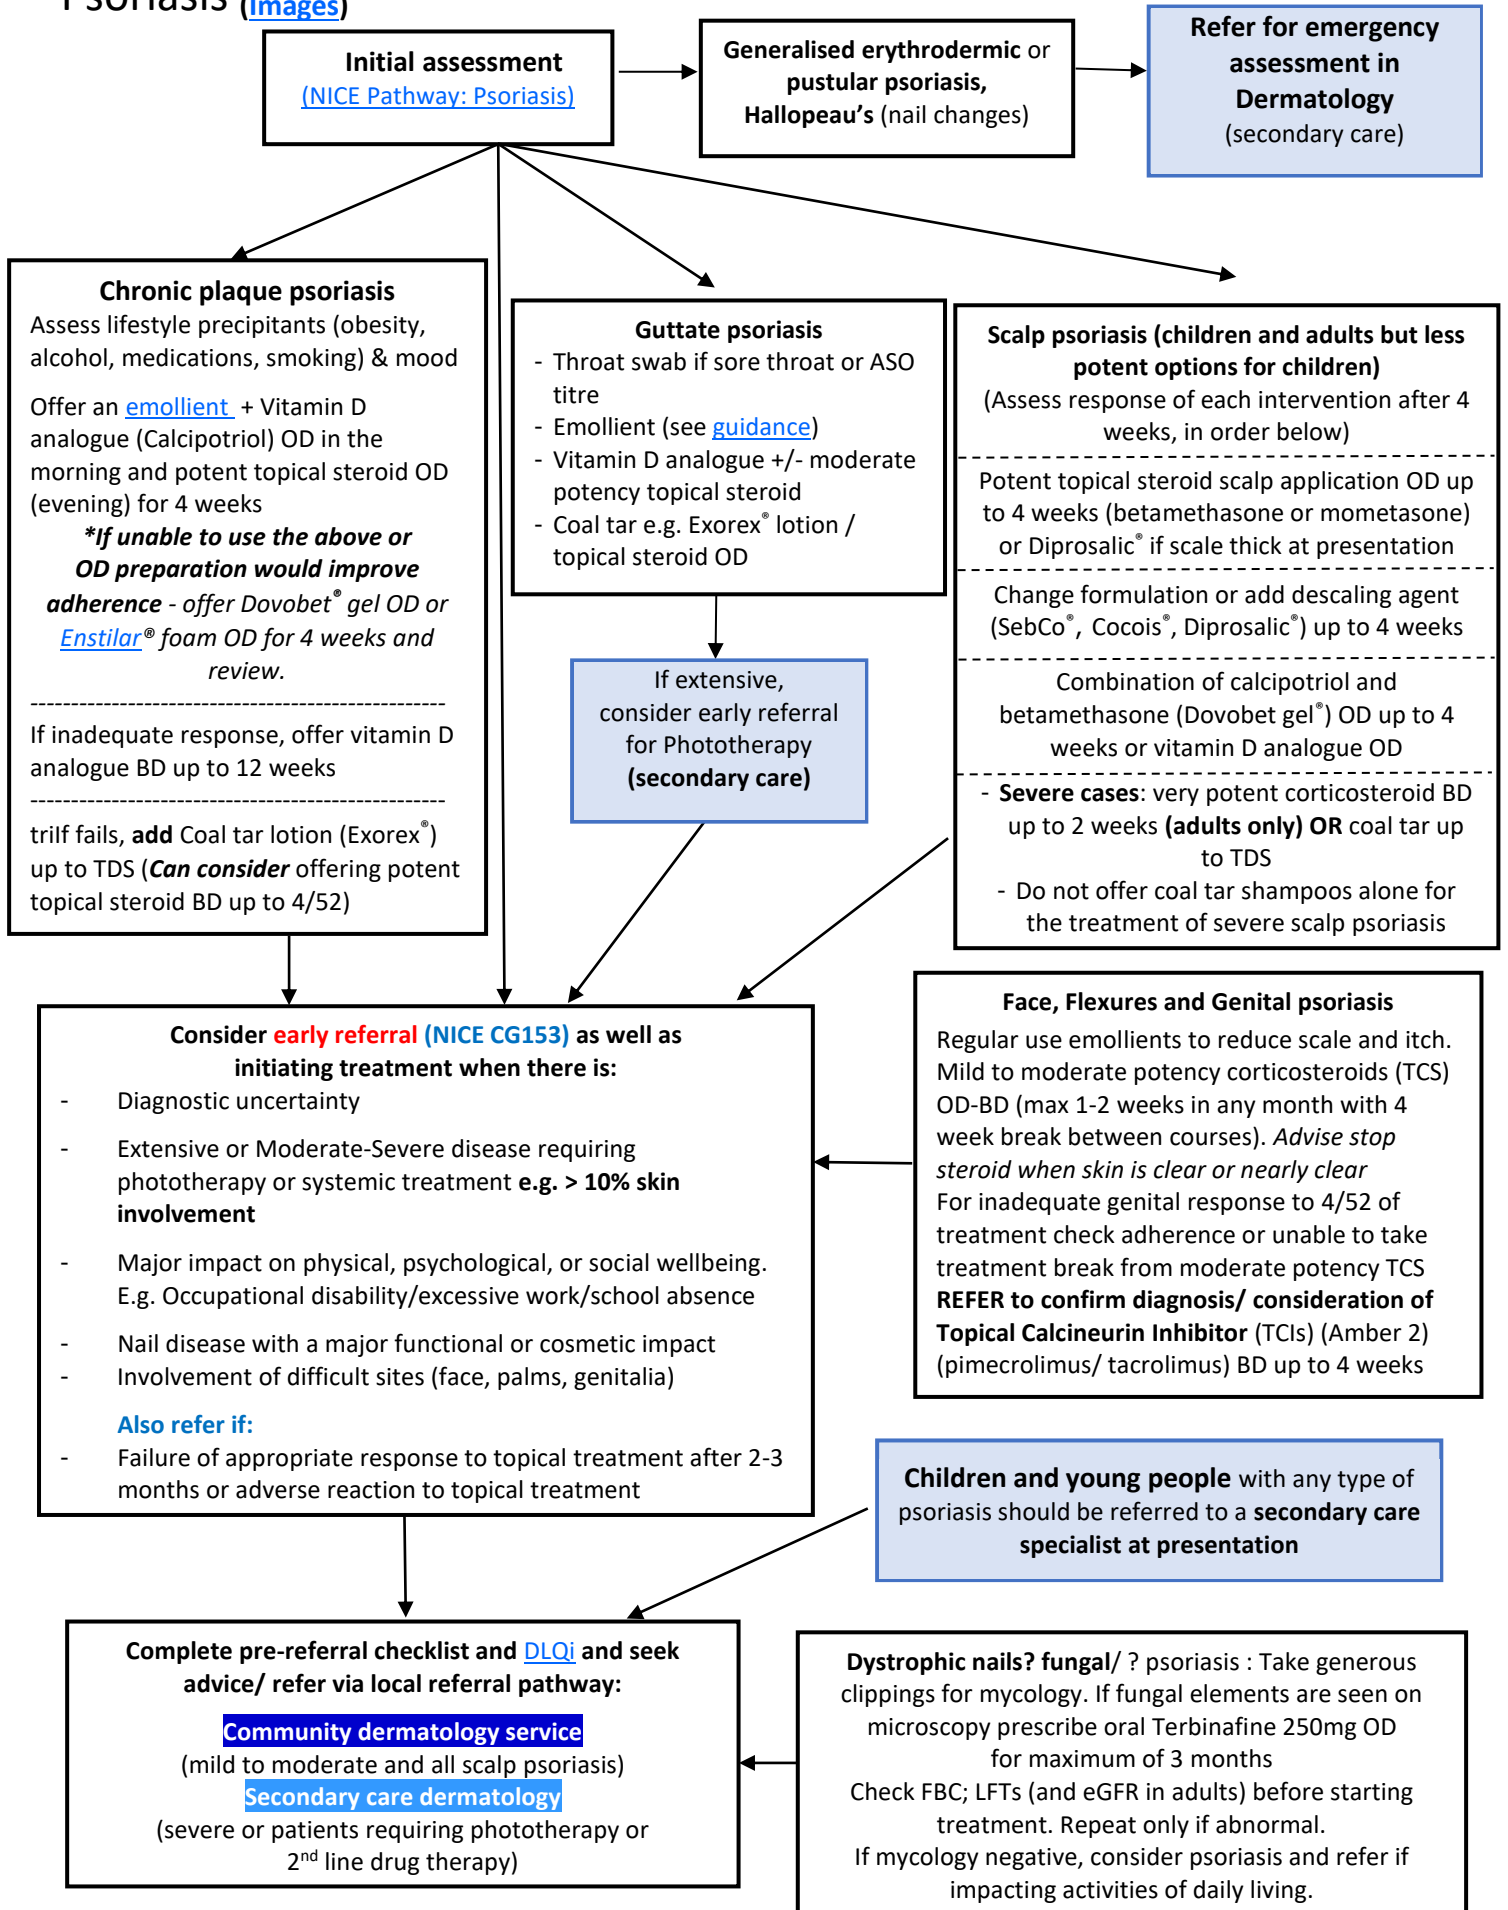 Psoriasis (Images)
Initial assessment
(NICE Pathway: Psoriasis)
Generalised erythrodermic or
pustular psoriasis,
Hallopeau's (nail changes)
Refer for emergency
assessment in
Dermatology
(secondary care)
Chronic plaque psoriasis
Assess lifestyle precipitants (obesity,
alcohol, medications, smoking) & mood
Offer an emollient + Vitamin D
analogue (Calcipotriol) OD in the
morning and potent topical steroid OD
(evening) for 4 weeks
*If unable to use the above or
OD preparation would improve
adherence - offer Dovobet® gel OD or
Enstilar® foam OD for 4 weeks and
review.
---------------------------------------------------
If inadequate response, offer vitamin D
analogue BD up to 12 weeks
---------------------------------------------------
triIf fails, add Coal tar lotion (Exorex®)
up to TDS (Can consider offering potent
topical steroid BD up to 4/52)
Guttate psoriasis
- Throat swab if sore throat or ASO
titre
- Emollient (see guidance)
- Vitamin D analogue +/- moderate
potency topical steroid
- Coal tar e.g. Exorex® lotion /
topical steroid OD
If extensive,
consider early referral
for Phototherapy
(secondary care)
Scalp psoriasis (children and adults but less
potent options for children)
(Assess response of each intervention after 4
weeks, in order below)
Potent topical steroid scalp application OD up
to 4 weeks (betamethasone or mometasone)
or Diprosalic® if scale thick at presentation
Change formulation or add descaling agent
(SebCo®, Cocois®, Diprosalic®) up to 4 weeks
Combination of calcipotriol and
betamethasone (Dovobet gel®) OD up to 4
weeks or vitamin D analogue OD
- Severe cases: very potent corticosteroid BD
up to 2 weeks (adults only) OR coal tar up
to TDS
- Do not offer coal tar shampoos alone for
the treatment of severe scalp psoriasis
Consider early referral (NICE CG153) as well as
initiating treatment when there is:
- Diagnostic uncertainty
- Extensive or Moderate-Severe disease requiring
phototherapy or systemic treatment e.g. > 10% skin
involvement
- Major impact on physical, psychological, or social wellbeing.
E.g. Occupational disability/excessive work/school absence
- Nail disease with a major functional or cosmetic impact
- Involvement of difficult sites (face, palms, genitalia)
Also refer if:
- Failure of appropriate response to topical treatment after 2-3
months or adverse reaction to topical treatment
Face, Flexures and Genital psoriasis
Regular use emollients to reduce scale and itch.
Mild to moderate potency corticosteroids (TCS)
OD-BD (max 1-2 weeks in any month with 4
week break between courses). Advise stop
steroid when skin is clear or nearly clear
For inadequate genital response to 4/52 of
treatment check adherence or unable to take
treatment break from moderate potency TCS
REFER to confirm diagnosis/ consideration of
Topical Calcineurin Inhibitor (TCIs) (Amber 2)
(pimecrolimus/ tacrolimus) BD up to 4 weeks
Children and young people with any type of
psoriasis should be referred to a secondary care
specialist at presentation
Complete pre-referral checklist and DLQi and seek
advice/ refer via local referral pathway:
Community dermatology service
(mild to moderate and all scalp psoriasis)
Secondary care dermatology
(severe or patients requiring phototherapy or
2nd line drug therapy)
Dystrophic nails? fungal/ ? psoriasis : Take generous
clippings for mycology. If fungal elements are seen on
microscopy prescribe oral Terbinafine 250mg OD
for maximum of 3 months
Check FBC; LFTs (and eGFR in adults) before starting
treatment. Repeat only if abnormal.
If mycology negative, consider psoriasis and refer if
impacting activities of daily living.